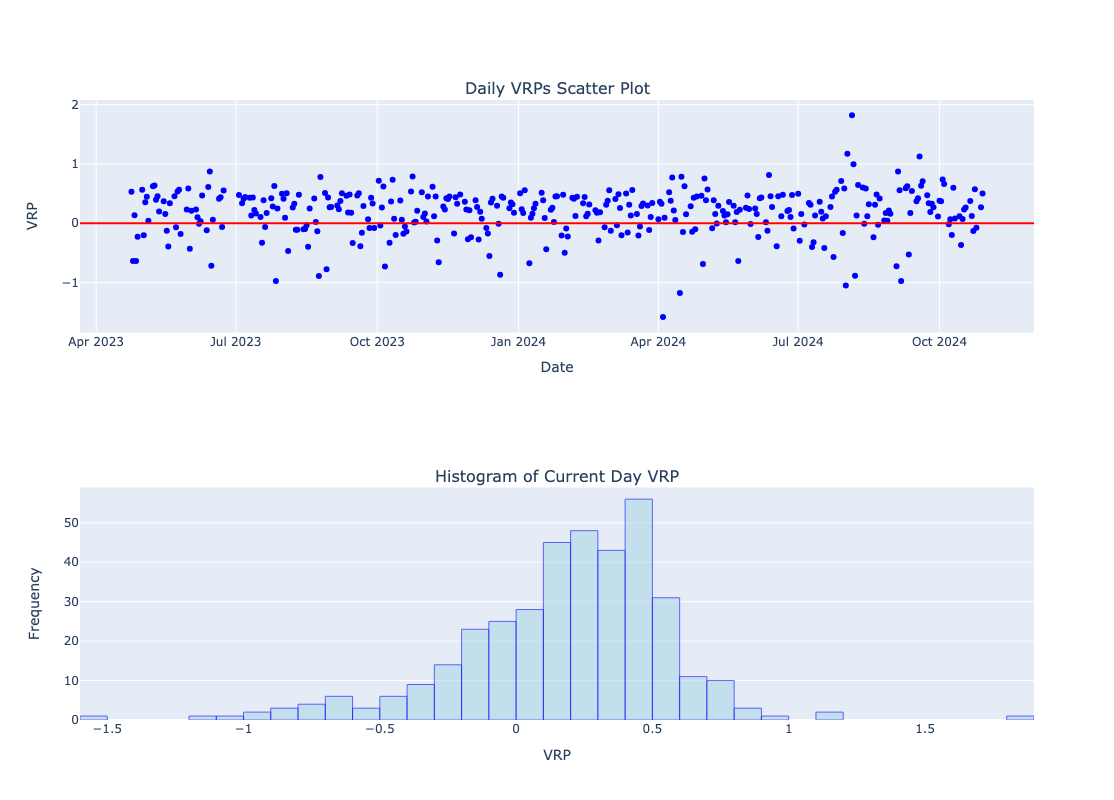 Daily VRPs Scatter Plot
2
1
0
−1
VRP
Apr 2023 Jul 2023 Oct 2023 Jan 2024 Apr 2024 Jul 2024 Oct 2024
Date
Histogram of Current Day VRP
50
40
30
20
10
0
Frequency
−1.5 −1 −0.5 0 0.5 1 1.5
VRP